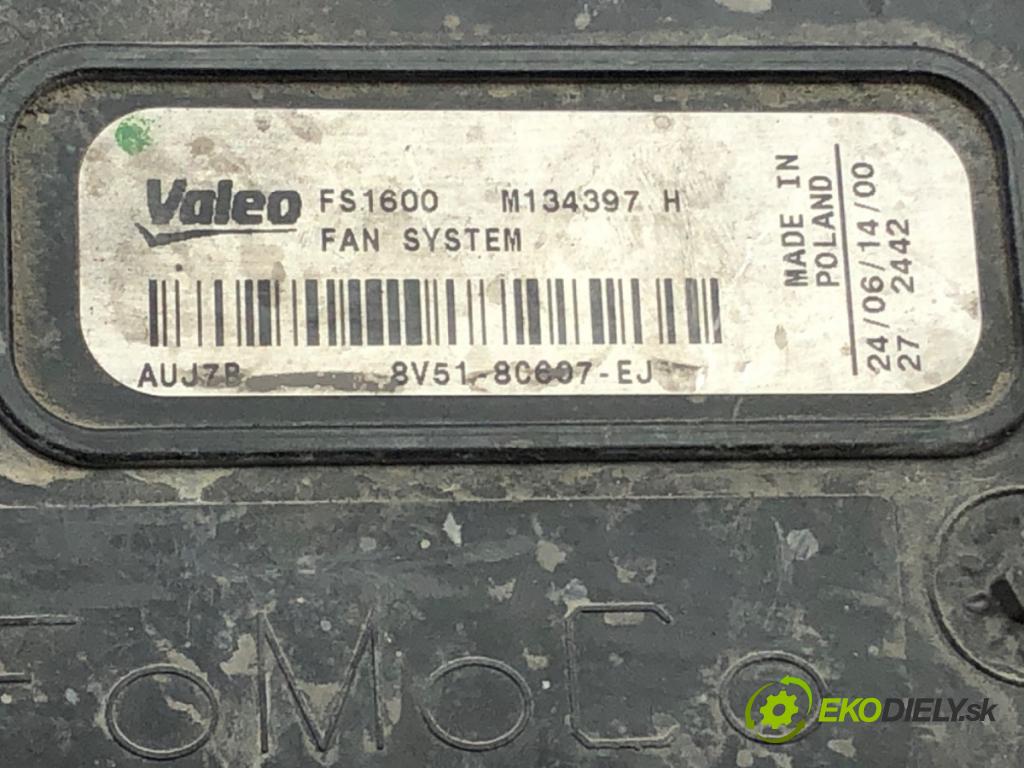 Valeo FS1600 M134397 H
FAN SYSTEM
AUJ7B 8V51-8C607-EJ
MADE IN
POLAND
24/06/14/00
27 2442
FoMoCo
EKODIELY.sk